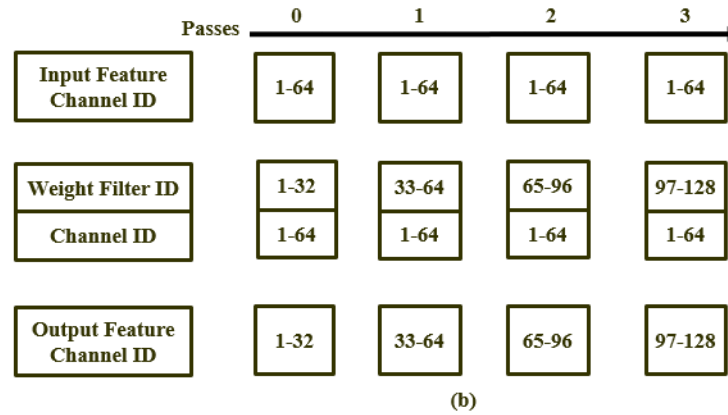 Passes 0 1 2 3
Input Feature
Channel ID 1-64 1-64 1-64 1-64
Weight Filter ID 1-32 33-64 65-96 97-128
Channel ID 1-64 1-64 1-64 1-64
Output Feature
Channel ID 1-32 33-64 65-96 97-128
(b)